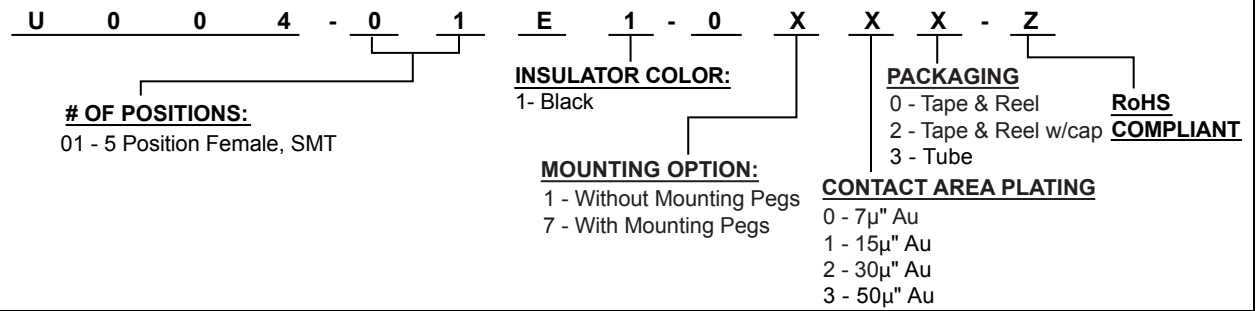 U 0 0 4 - 0 1 E 1 - 0 X X X - Z
# OF POSITIONS:
01 - 5 Position Female, SMT
INSULATOR COLOR:
1- Black
MOUNTING OPTION:
1 - Without Mounting Pegs
7 - With Mounting Pegs
PACKAGING
0 - Tape & Reel
2 - Tape & Reel w/cap
3 - Tube
CONTACT AREA PLATING
0 - 7µ" Au
1 - 15µ" Au
2 - 30µ" Au
3 - 50µ" Au
RoHS
COMPLIANT